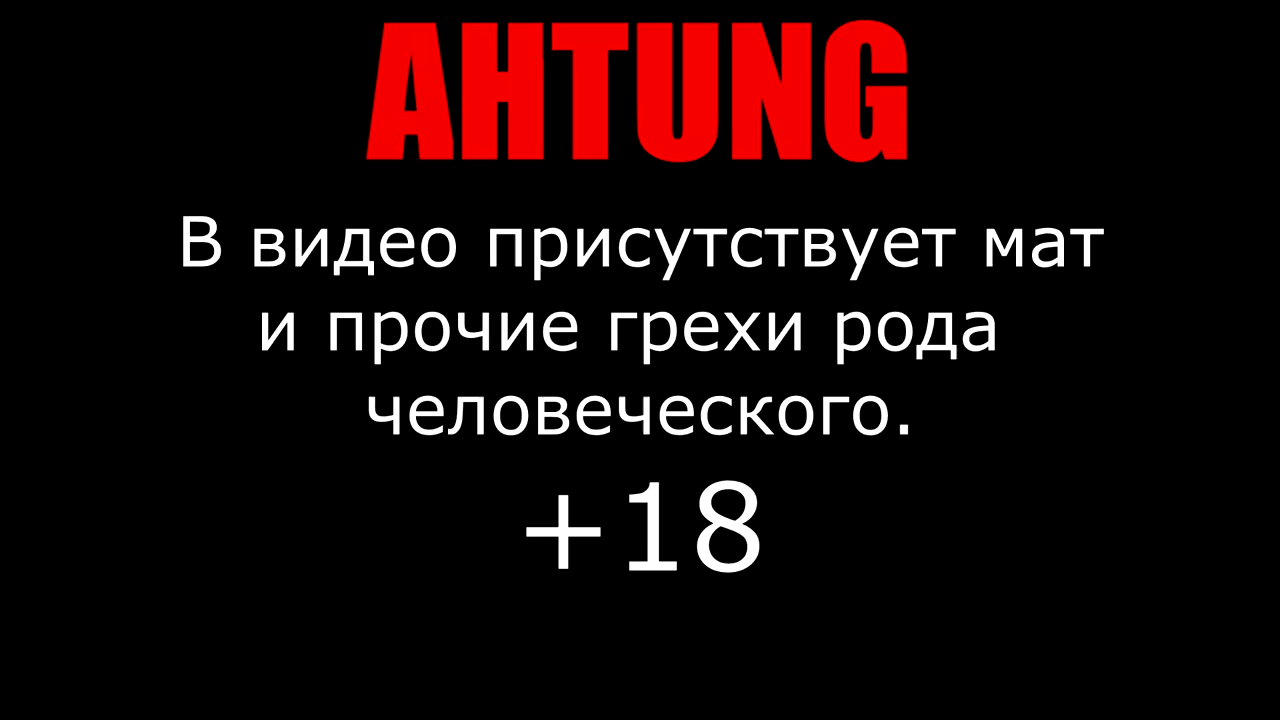 AHTUNG
В видео присутствует мат
и прочие грехи рода
человеческого.
+18